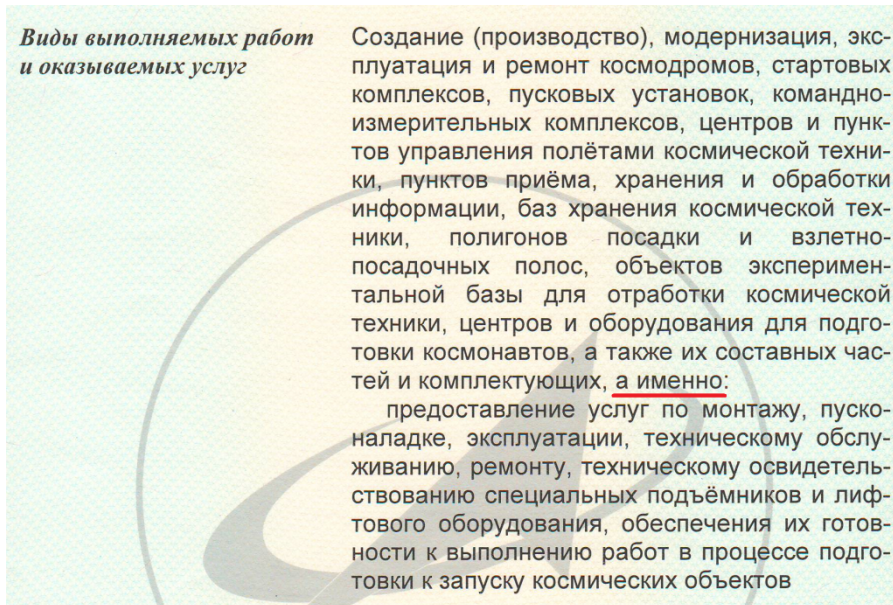 Виды выполняемых работ
и оказываемых услуг
Создание (производство), модернизация, экс-
плуатация и ремонт космодромов, стартовых
комплексов, пусковых установок, командно-
измерительных комплексов, центров и пунк-
тов управления полётами космической техни-
ки, пунктов приёма, хранения и обработки
информации, баз хранения космической тех-
ники, полигонов посадки и взлетно-
посадочных полос, объектов эксперимен-
тальной базы для отработки космической
техники, центров и оборудования для подго-
товки космонавтов, а также их составных час-
тей и комплектующих, а именно:
предоставление услуг по монтажу, пуско-
наладке, эксплуатации, техническому обслу-
живанию, ремонту, техническому освидетель-
ствованию специальных подъёмников и лиф-
тового оборудования, обеспечения их готов-
ности к выполнению работ в процессе подго-
товки к запуску космических объектов